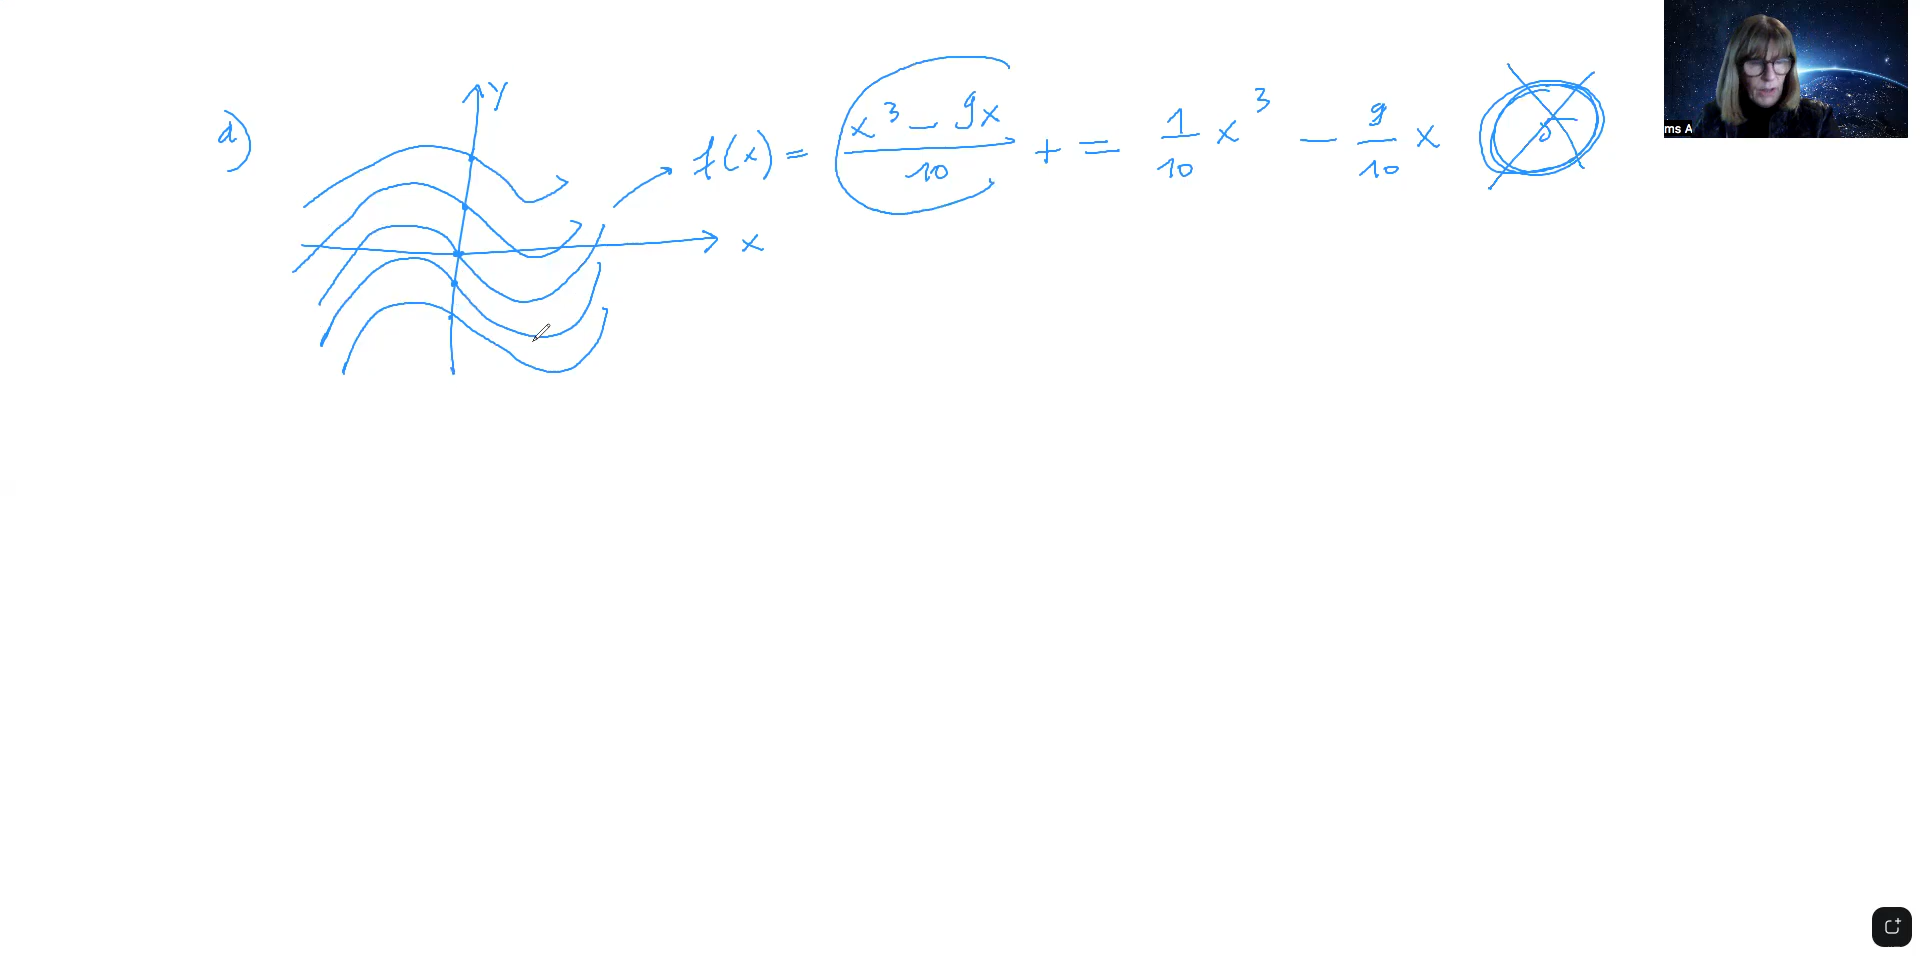 d)
y
f(x) = x³ - 9x / 10 + = 1/10 x³ - 9/10 x
x
ms A